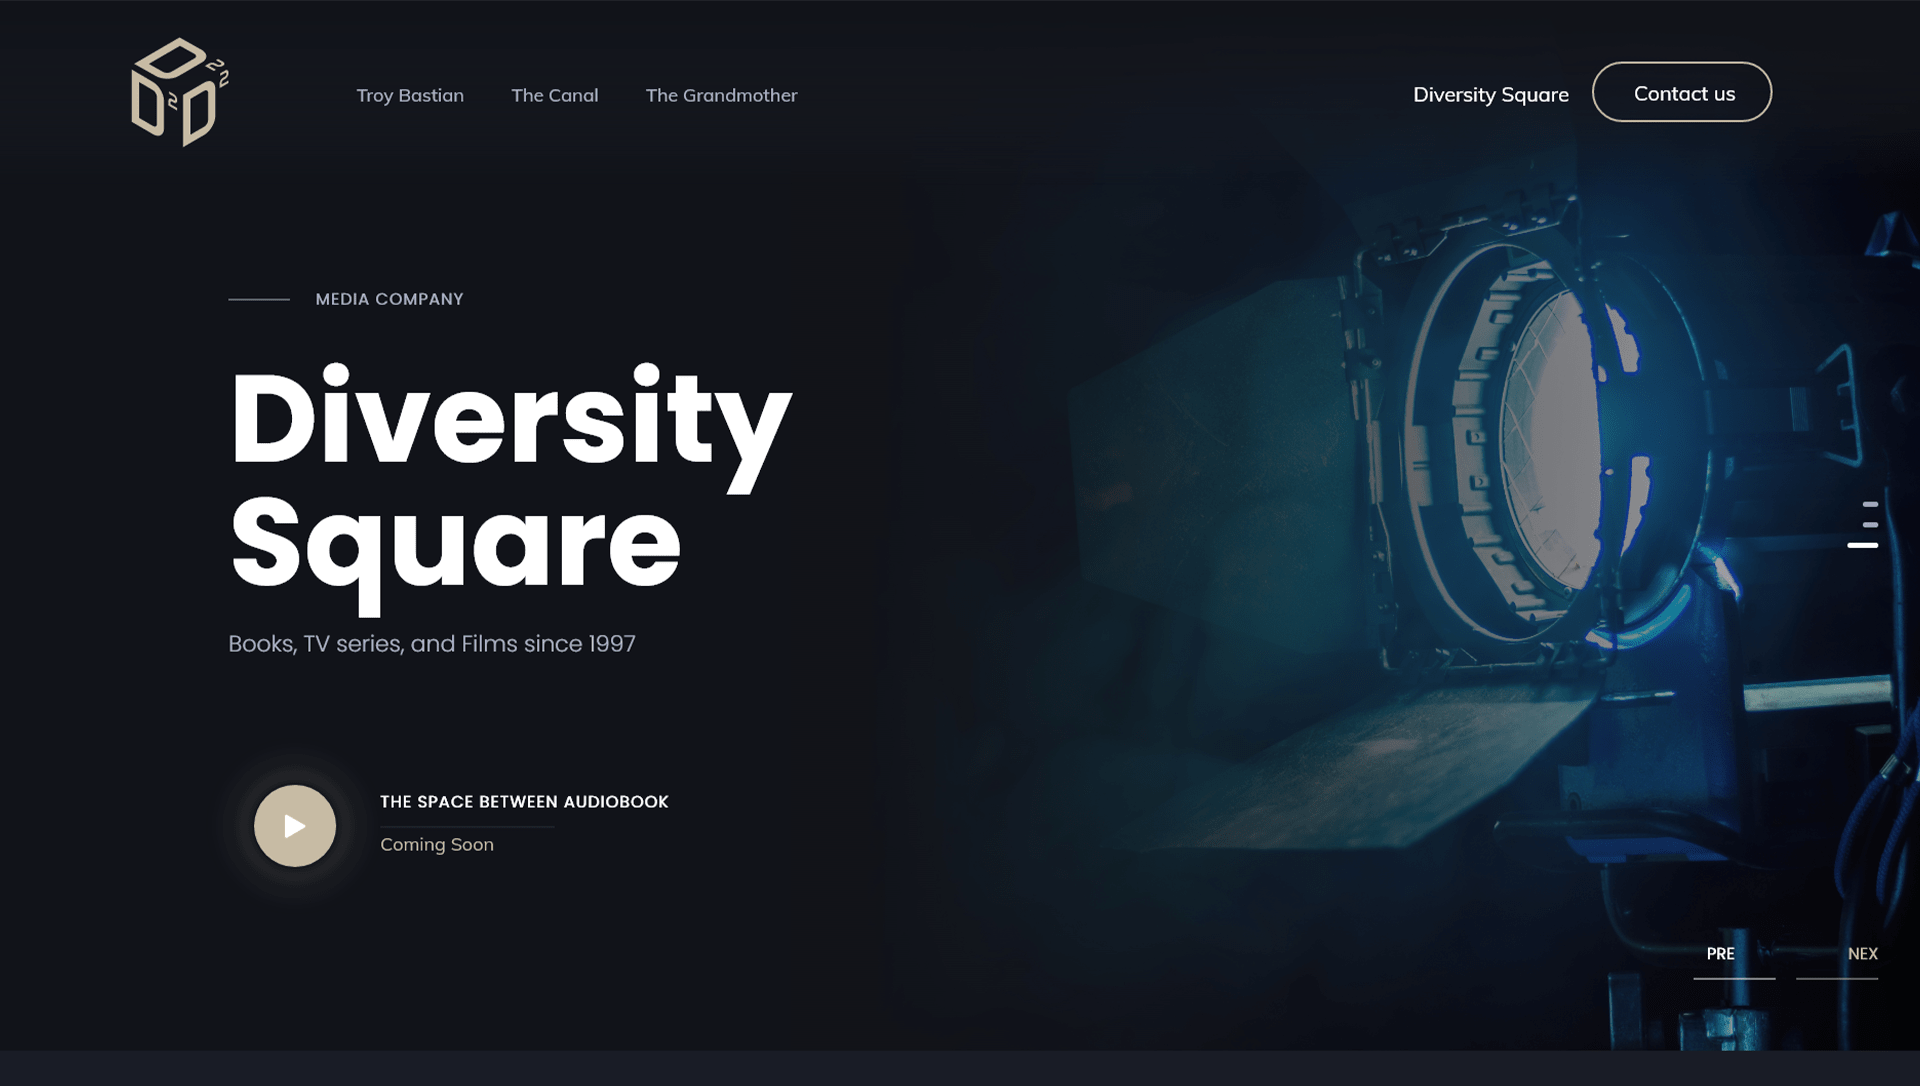 Troy Bastian
The Canal
The Grandmother
Diversity Square
Contact us
MEDIA COMPANY
Diversity
Square
Books, TV series, and Films since 1997
THE SPACE BETWEEN AUDIOBOOK
Coming Soon
PRE
NEX